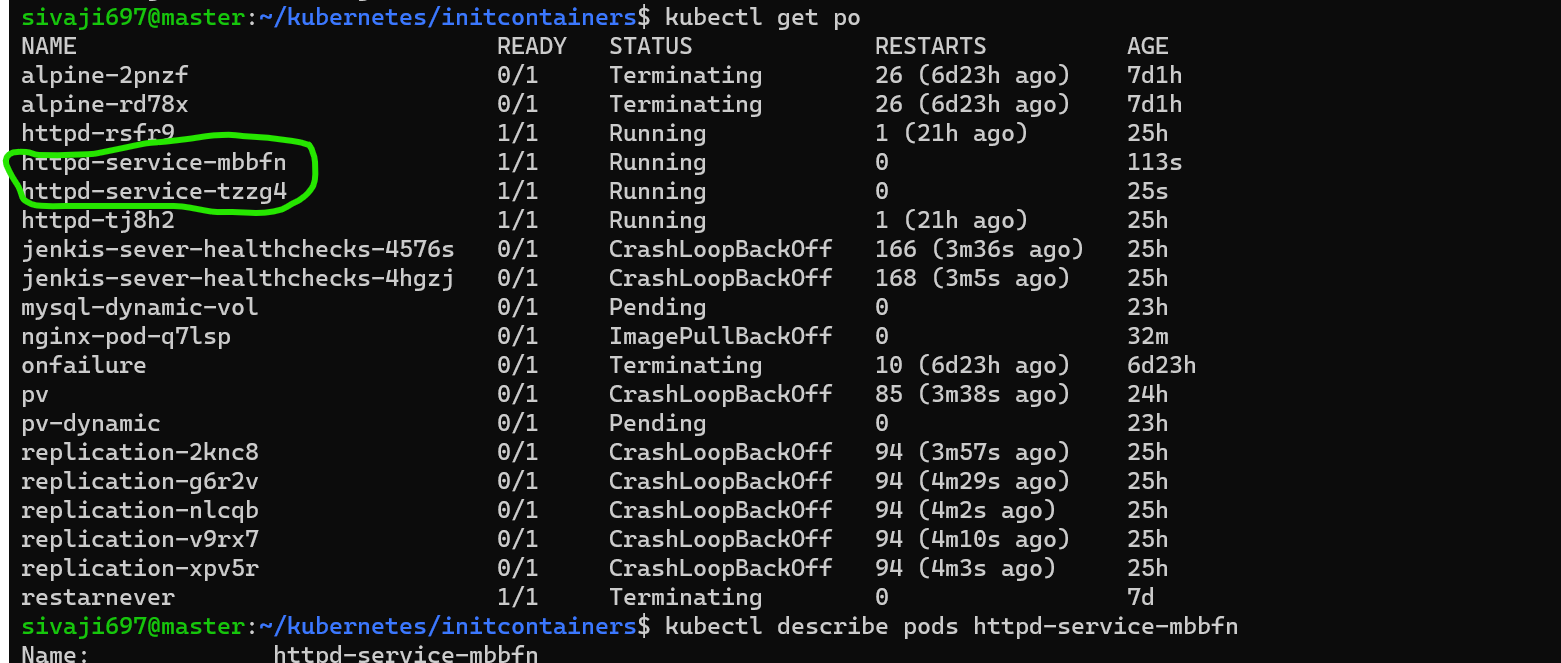 sivaji697@master:~/kubernetes/initcontainers$ kubectl get po
NAME READY STATUS RESTARTS AGE
alpine-2pnzf 0/1 Terminating 26 (6d23h ago) 7d1h
alpine-rd78x 0/1 Terminating 26 (6d23h ago) 7d1h
httpd-rsfr9 1/1 Running 1 (21h ago) 25h
httpd-service-mbbfn 1/1 Running 0 113s
httpd-service-tzzg4 1/1 Running 0 25s
httpd-tj8h2 1/1 Running 1 (21h ago) 25h
jenkis-sever-healthchecks-4576s 0/1 CrashLoopBackOff 166 (3m36s ago) 25h
jenkis-sever-healthchecks-4hgzj 0/1 CrashLoopBackOff 168 (3m5s ago) 25h
mysql-dynamic-vol 0/1 Pending 0 23h
nginx-pod-q7lsp 0/1 ImagePullBackOff 0 32m
onfailure 0/1 Terminating 10 (6d23h ago) 6d23h
pv 0/1 CrashLoopBackOff 85 (3m38s ago) 24h
pv-dynamic 0/1 Pending 0 23h
replication-2knc8 0/1 CrashLoopBackOff 94 (3m57s ago) 25h
replication-g6r2v 0/1 CrashLoopBackOff 94 (4m29s ago) 25h
replication-nlcqb 0/1 CrashLoopBackOff 94 (4m2s ago) 25h
replication-v9rx7 0/1 CrashLoopBackOff 94 (4m10s ago) 25h
replication-xpv5r 0/1 CrashLoopBackOff 94 (4m3s ago) 25h
restarnever 1/1 Terminating 0 7d
sivaji697@master:~/kubernetes/initcontainers$ kubectl describe pods httpd-service-mbbfn
Name: httpd-service-mbbfn